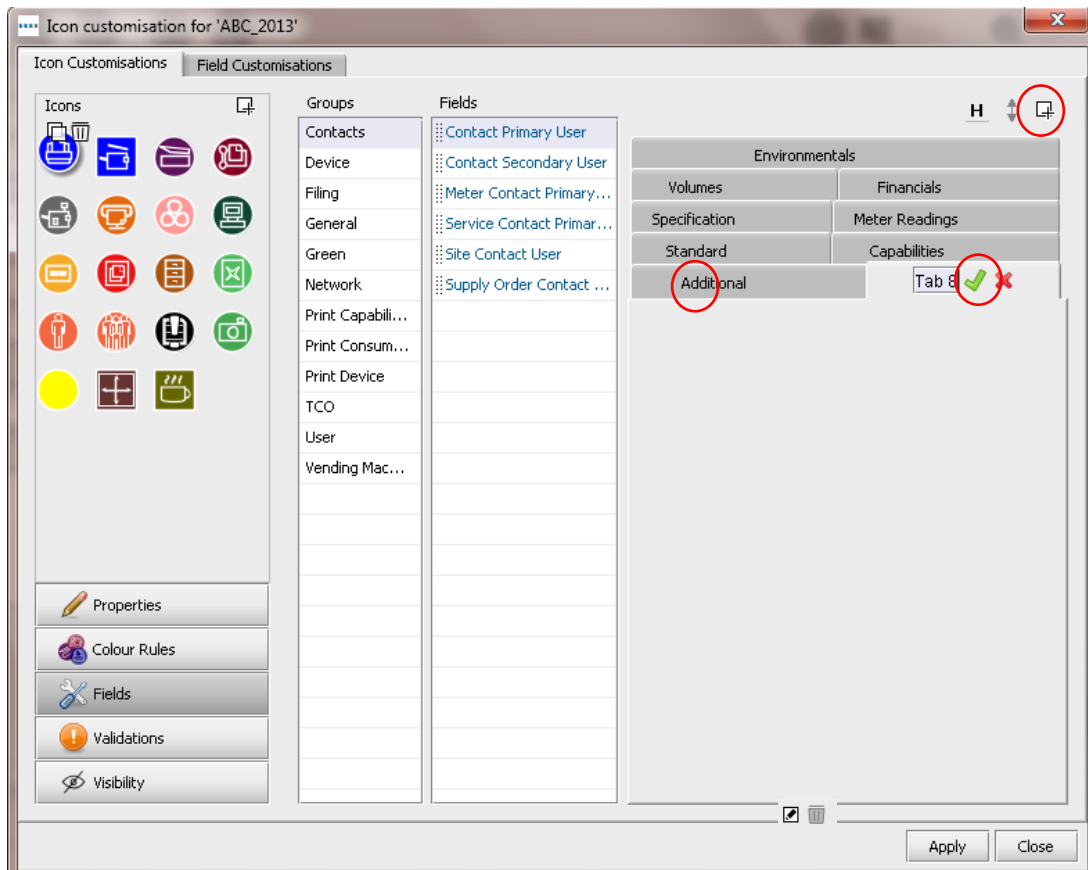 Icon customisation for 'ABC_2013'
Icon Customisations
Field Customisations
Icons
Groups
Fields
H
Contacts
Device
Filing
General
Green
Network
Print Capabili...
Print Consum...
Print Device
TCO
User
Vending Mac...
Contact Primary User
Contact Secondary User
Meter Contact Primary...
Service Contact Primar...
Site Contact User
Supply Order Contact ...
Environmentals
Volumes
Financials
Specification
Meter Readings
Standard
Capabilities
Additional
Tab 8
Properties
Colour Rules
Fields
Validations
Visibility
Apply
Close